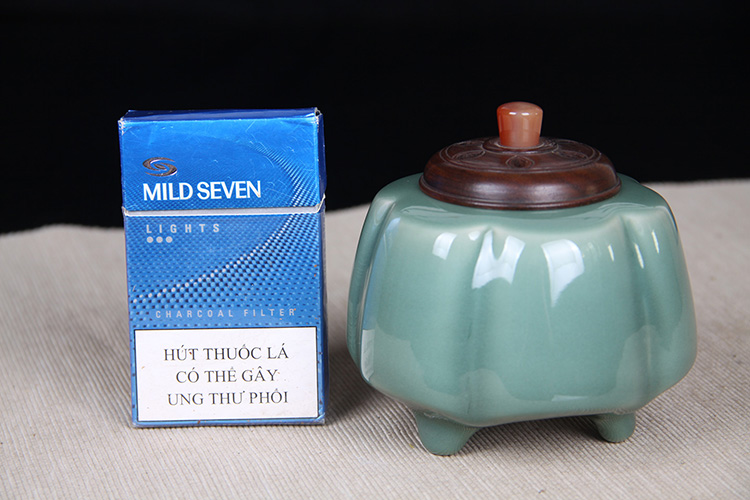 MILD SEVEN
LIGHTS
CHARCOAL FILTER
HÚT THUỐC LÁ
CÓ THỂ GÂY
UNG THƯ PHỔI